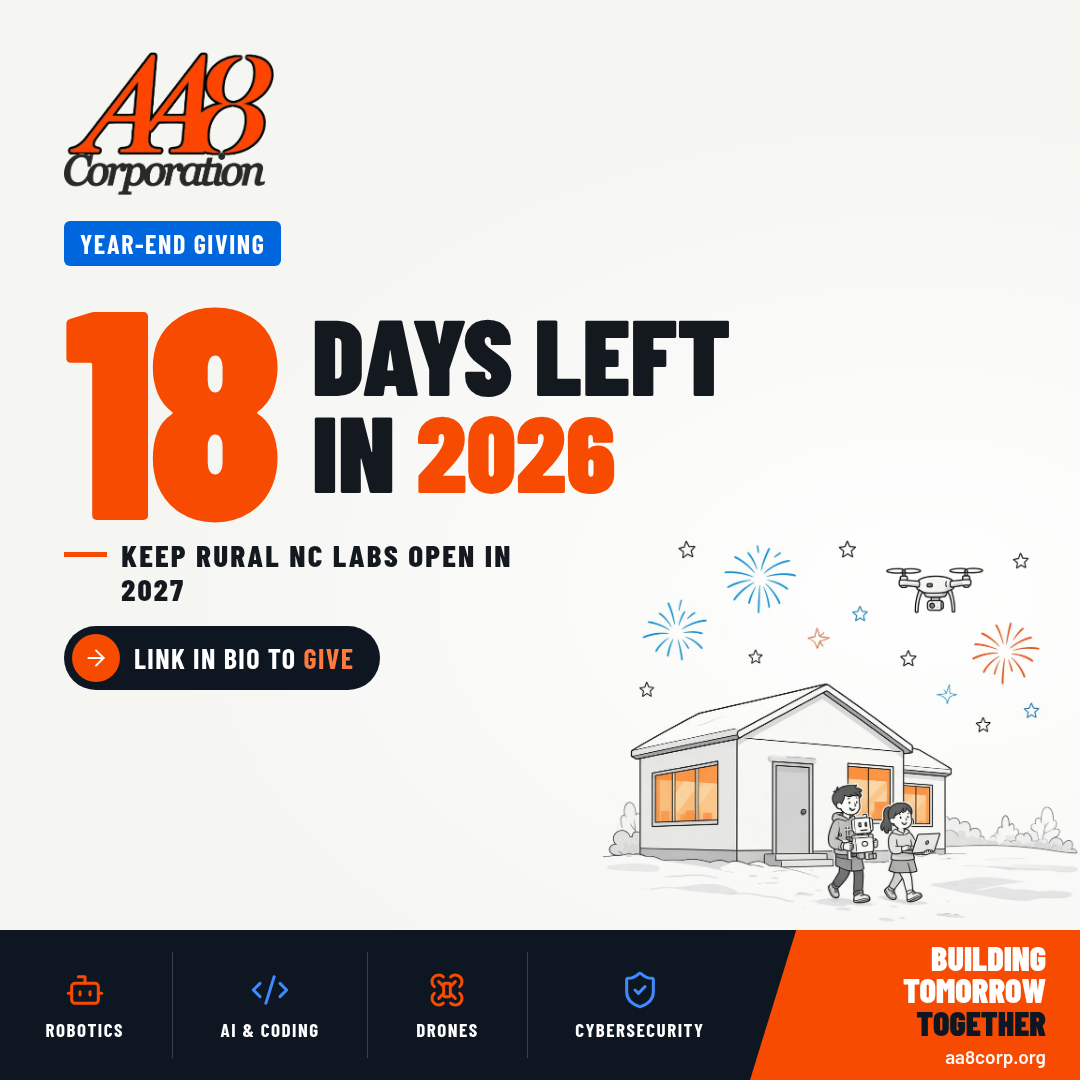 AA8
Corporation
YEAR-END GIVING
18
DAYS LEFT
IN 2026
KEEP RURAL NC LABS OPEN IN
2027
LINK IN BIO TO GIVE
ROBOTICS
AI & CODING
DRONES
CYBERSECURITY
BUILDING
TOMORROW
TOGETHER
aa8corp.org